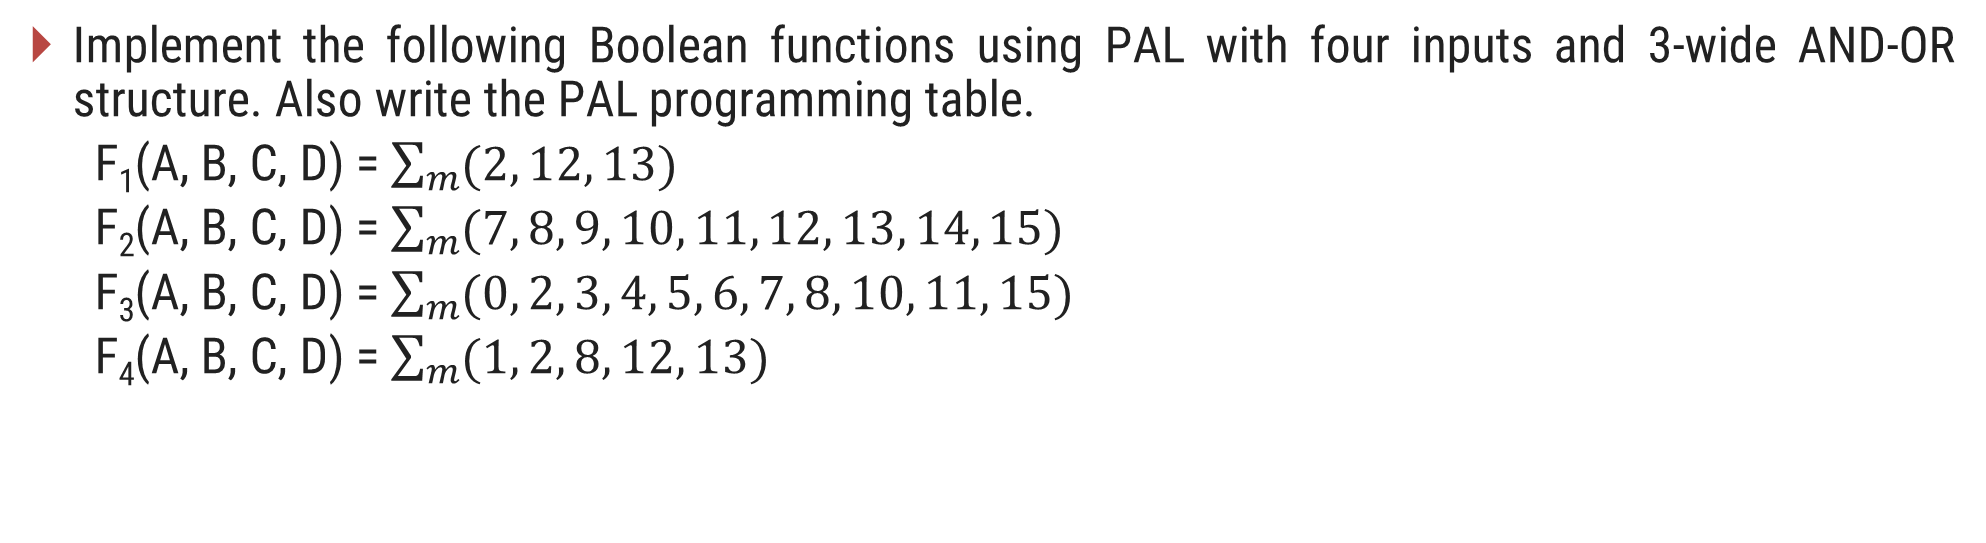 Implement the following Boolean functions using PAL with four inputs and 3-wide AND-OR
structure. Also write the PAL programming table.
F₁(A, B, C, D) = ∑ₘ(2, 12, 13)
F₂(A, B, C, D) = ∑ₘ(7, 8, 9, 10, 11, 12, 13, 14, 15)
F₃(A, B, C, D) = ∑ₘ(0, 2, 3, 4, 5, 6, 7, 8, 10, 11, 15)
F₄(A, B, C, D) = ∑ₘ(1, 2, 8, 12, 13)